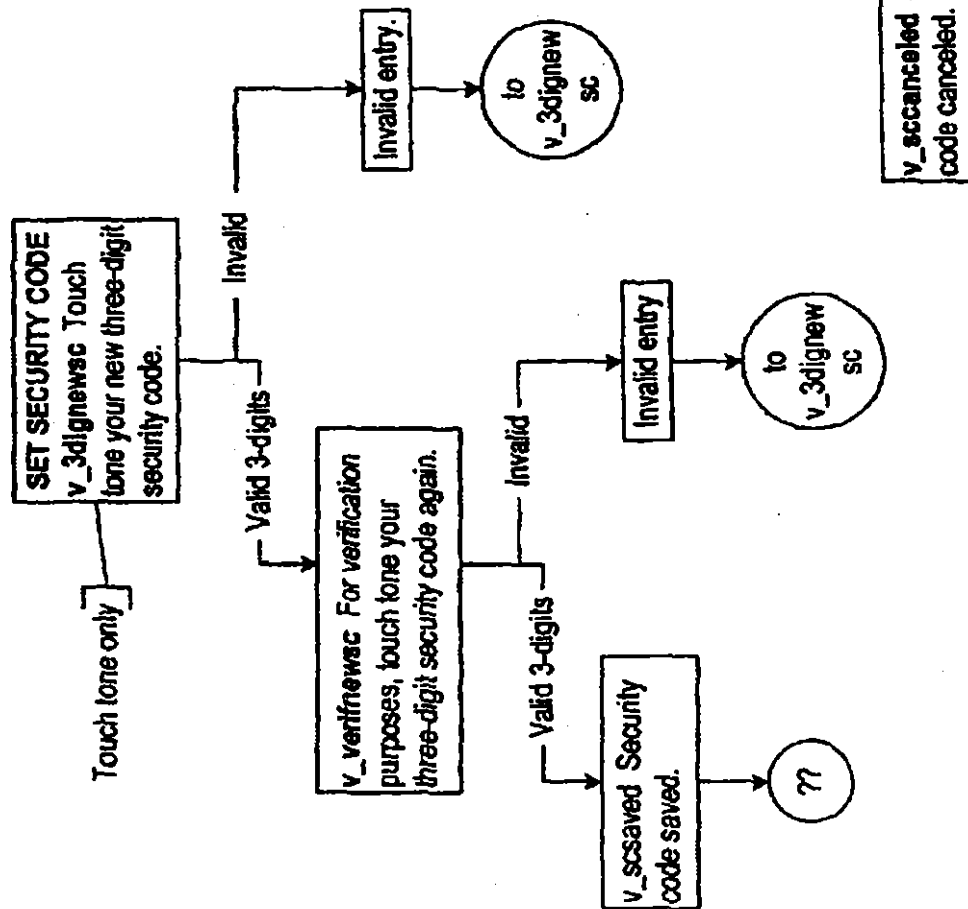 Touch tone only
SET SECURITY CODE
v_3dignewsc Touch
tone your new three-digit
security code.
Valid 3-digits
Invalid
Invalid entry.
to
v_3dignew
sc
v_verifnewsc For verification
purposes, touch tone your
three-digit security code again.
Valid 3-digits
Invalid
Invalid entry
to
v_3dignew
sc
v_scsaved Security
code saved.
??
v_sccanceled
code canceled.